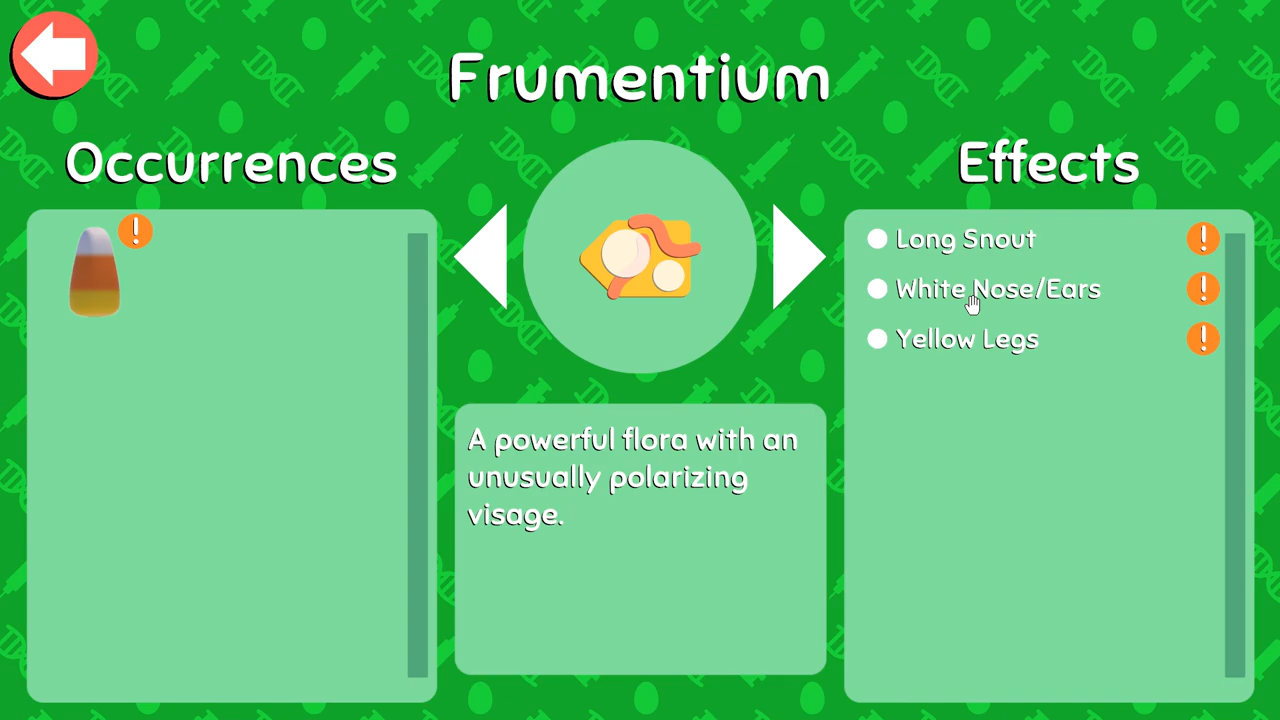 Frumentium
Occurrences
!
A powerful flora with an
unusually polarizing
visage.
Effects
Long Snout !
White Nose/Ears !
Yellow Legs !